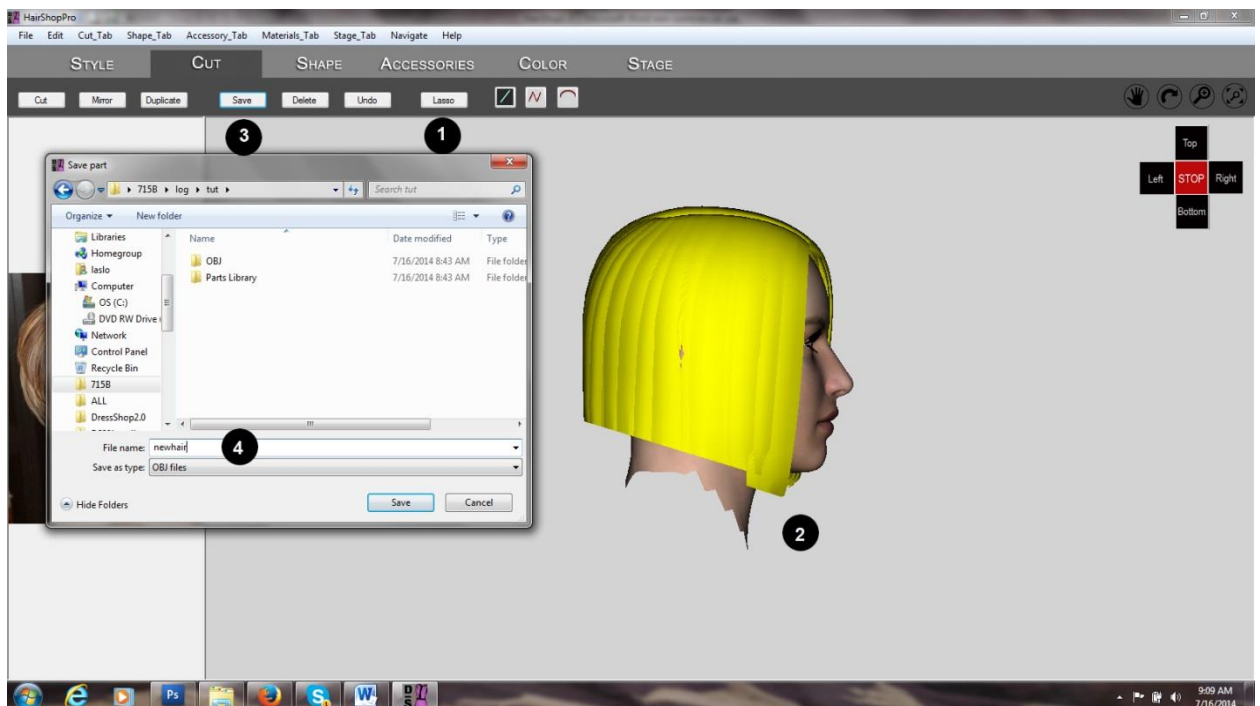 HairShopPro
File Edit Cut_Tab Shape_Tab Accessory_Tab Materials_Tab Stage_Tab Navigate Help
STYLE CUT SHAPE ACCESSORIES COLOR STAGE
Cut Mirror Duplicate Save Delete Undo Lasso
3 1
Top
Left STOP Right
Bottom
Save part
715B log tut Search tut
Organize New folder
Name Date modified Type
Libraries
Homegroup
laslo
Computer
OS (C:)
DVD RW Drive
Network
Control Panel
Recycle Bin
715B
ALL
DressShop2.0
OBJ 7/16/2014 8:43 AM File folder
Parts Library 7/16/2014 8:43 AM File folder
File name: newhair 4
Save as type: OBJ files
Hide Folders Save Cancel
2
Ps S W
9:09 AM
7/16/2014